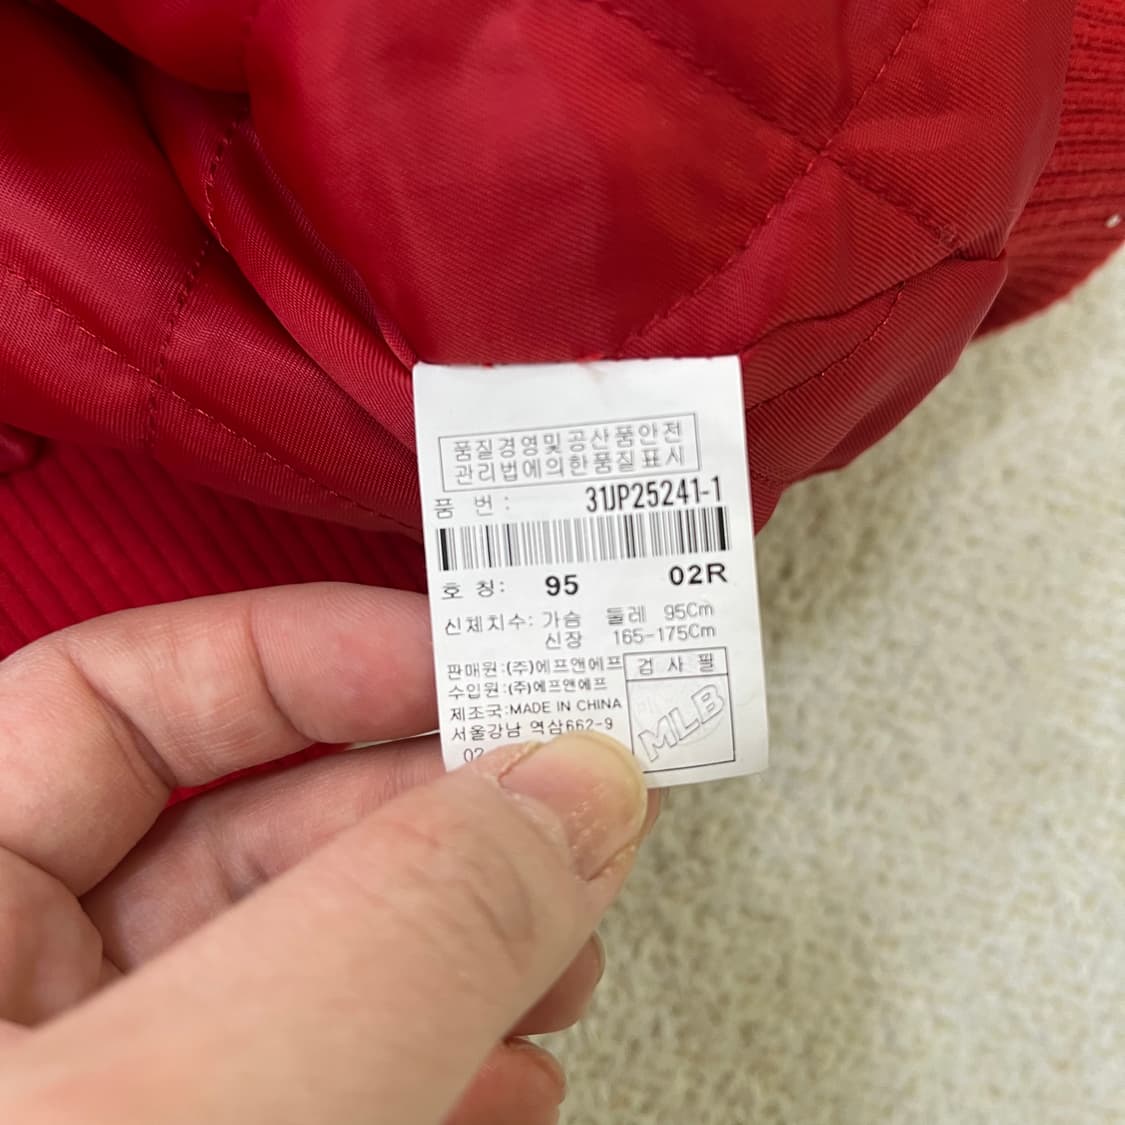 품질경영및공산품안전
관리법에의한품질표시
품 번: 31JP25241-1
호 칭: 95 02R
신체치수: 가슴 둘레 95Cm
신장 165-175Cm
판매원:(주)에프앤에프
수입원:(주)에프앤에프
제조국:MADE IN CHINA
서울강남 역삼662-9
02
검 사 필
MLB